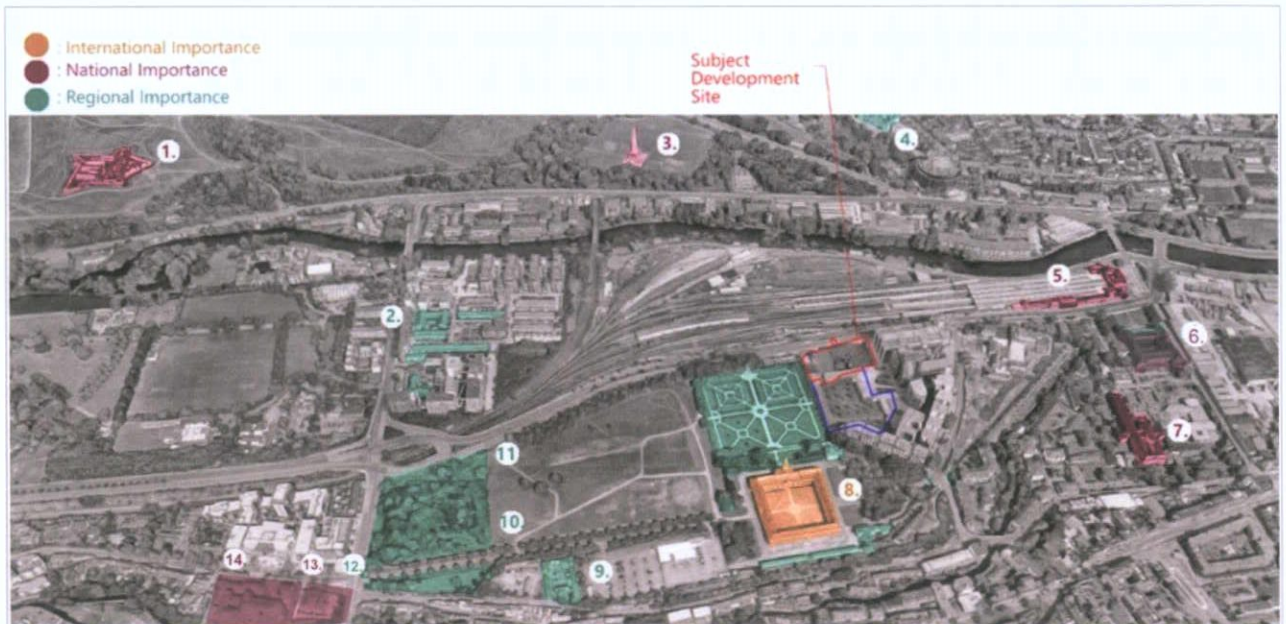 : International Importance
: National Importance
: Regional Importance
Subject
Development
Site
1.
3.
4.
5.
2.
6.
7.
11
8.
10.
9.
14.
13.
12.